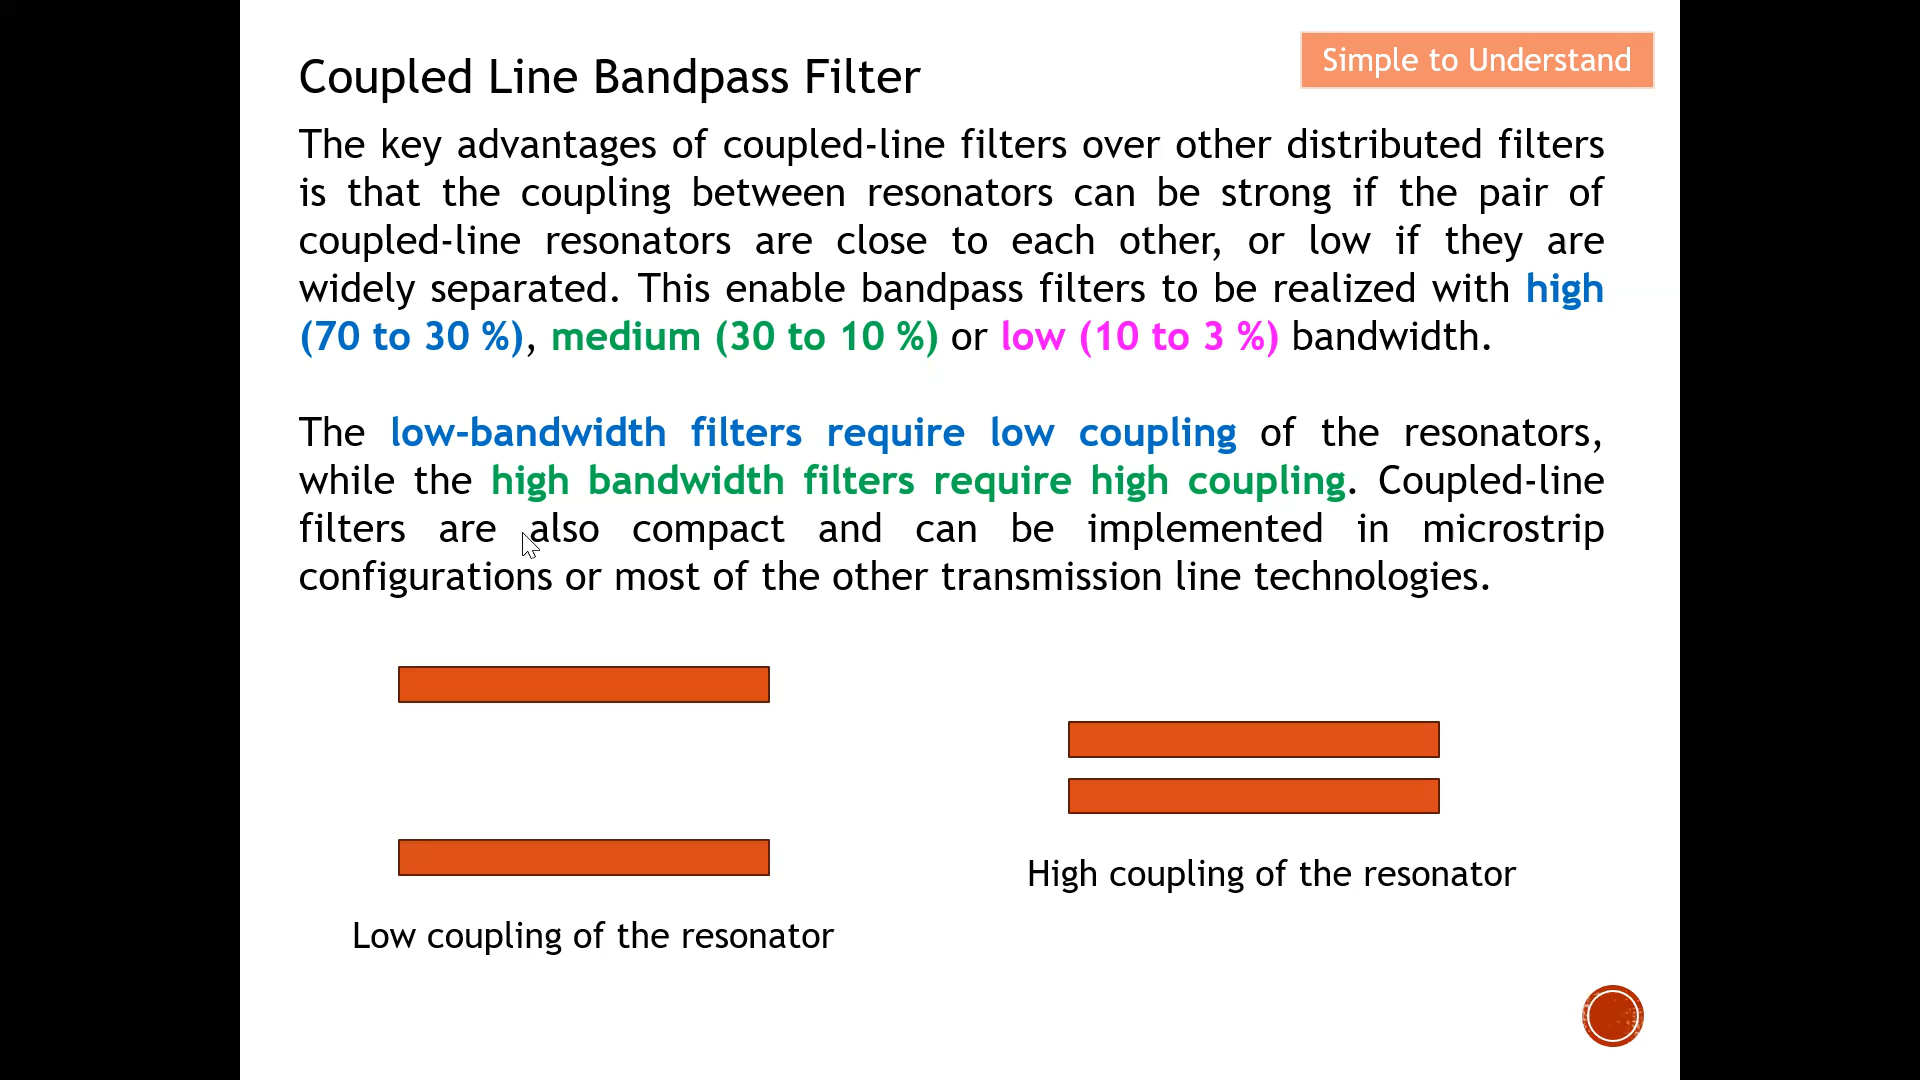 Coupled Line Bandpass Filter
Simple to Understand
The key advantages of coupled-line filters over other distributed filters
is that the coupling between resonators can be strong if the pair of
coupled-line resonators are close to each other, or low if they are
widely separated. This enable bandpass filters to be realized with high
(70 to 30 %), medium (30 to 10 %) or low (10 to 3 %) bandwidth.
The low-bandwidth filters require low coupling of the resonators,
while the high bandwidth filters require high coupling. Coupled-line
filters are also compact and can be implemented in microstrip
configurations or most of the other transmission line technologies.
High coupling of the resonator
Low coupling of the resonator